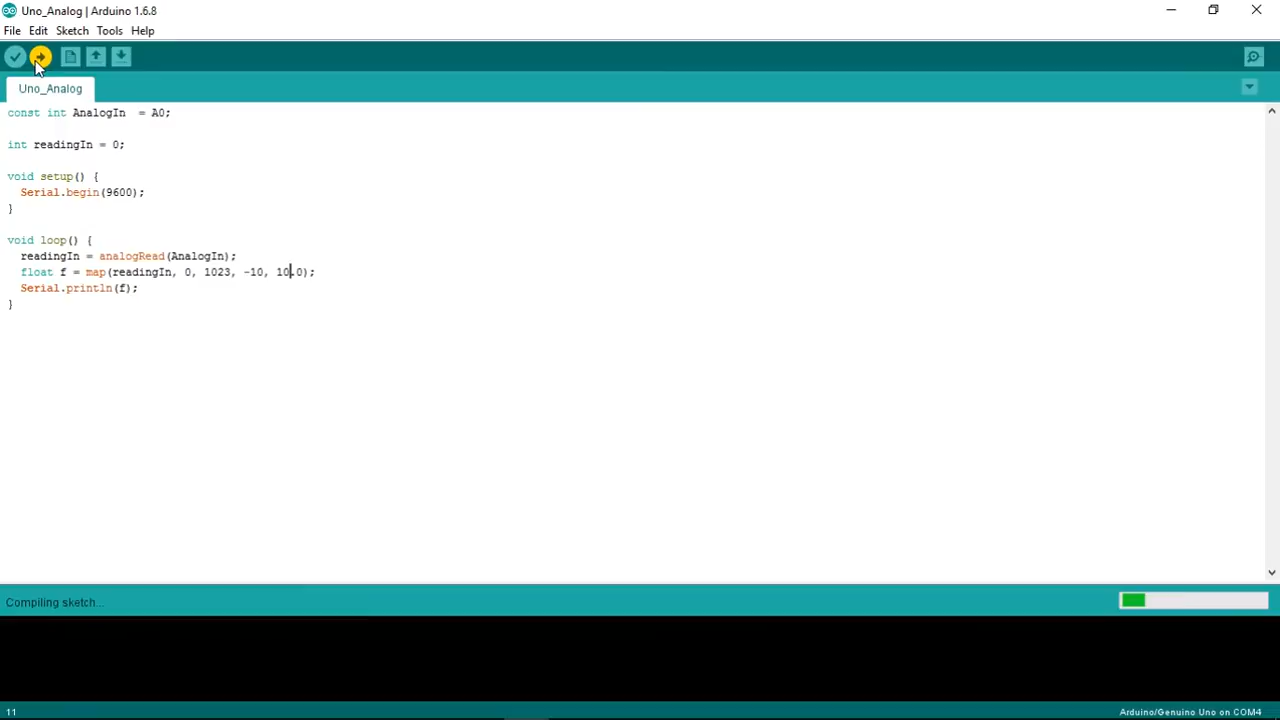 Uno_Analog | Arduino 1.6.8
File Edit Sketch Tools Help
Uno_Analog
const int AnalogIn  = A0;
int readingIn = 0;
void setup() {
  Serial.begin(9600);
}
void loop() {
  readingIn = analogRead(AnalogIn);
  float f = map(readingIn, 0, 1023, -10, 10.0);
  Serial.println(f);
}
Compiling sketch...
11
Arduino/Genuino Uno on COM4